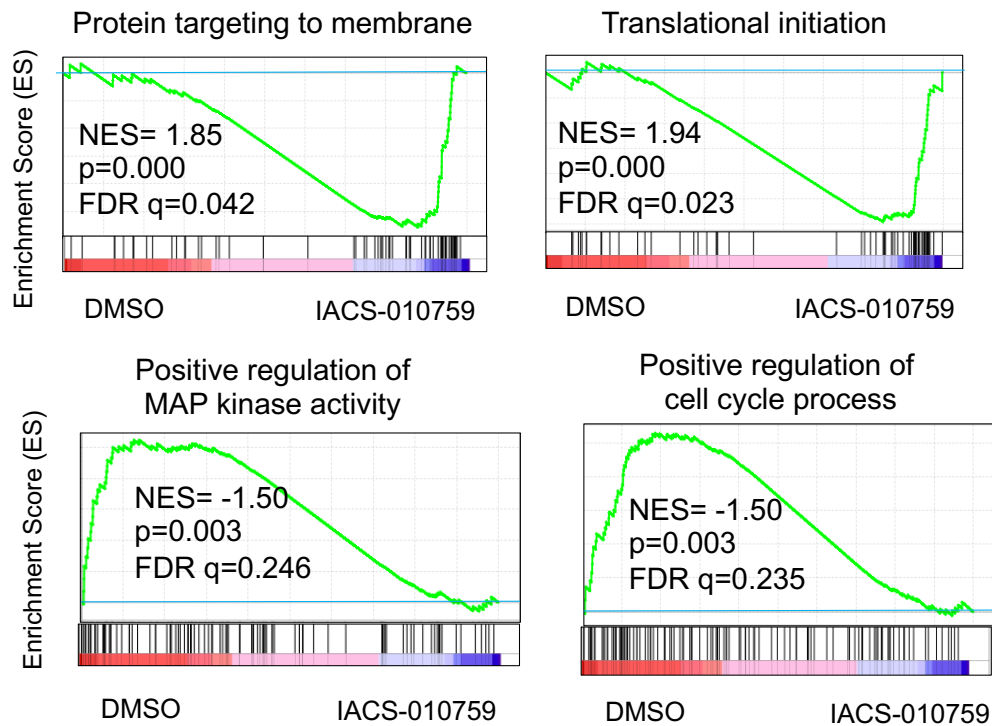 Protein targeting to membrane
Translational initiation
Enrichment Score (ES)
NES= 1.85
p=0.000
FDR q=0.042
NES= 1.94
p=0.000
FDR q=0.023
DMSO
IACS-010759
DMSO
IACS-010759
Positive regulation of
MAP kinase activity
Positive regulation of
cell cycle process
Enrichment Score (ES)
NES= -1.50
p=0.003
FDR q=0.246
NES= -1.50
p=0.003
FDR q=0.235
DMSO
IACS-010759
DMSO
IACS-010759